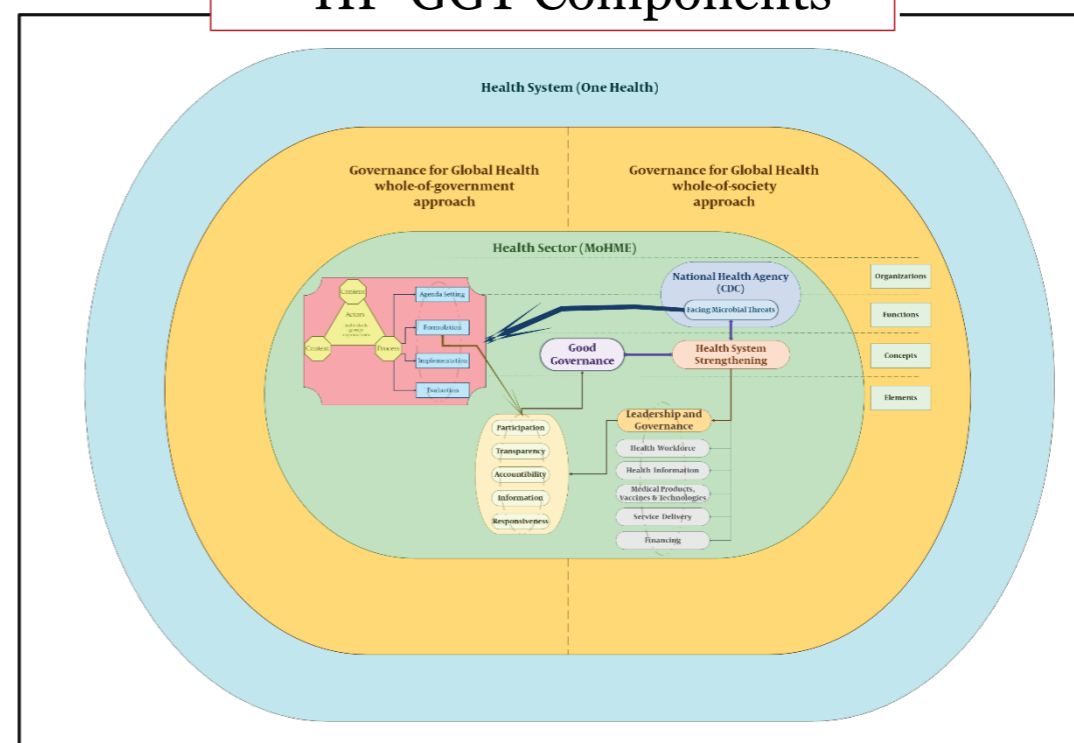 HP-GGT Components
Health System (One Health)
Governance for Global Health
whole-of-government
approach
Governance for Global Health
whole-of-society
approach
Health Sector (MoHME)
National Health Agency
(CDC)
Facing Microbial Threats
Organizations
Functions
Concepts
Elements
Actors
Context
Process
Agenda Setting
Formulation
Implementation
Evaluation
Good
Governance
Health System
Strengthening
Participation
Transparency
Accountibility
Information
Responsiveness
Leadership and
Governance
Health Workforce
Health Information
Medical Products,
Vaccines & Technologies
Service Delivery
Financing